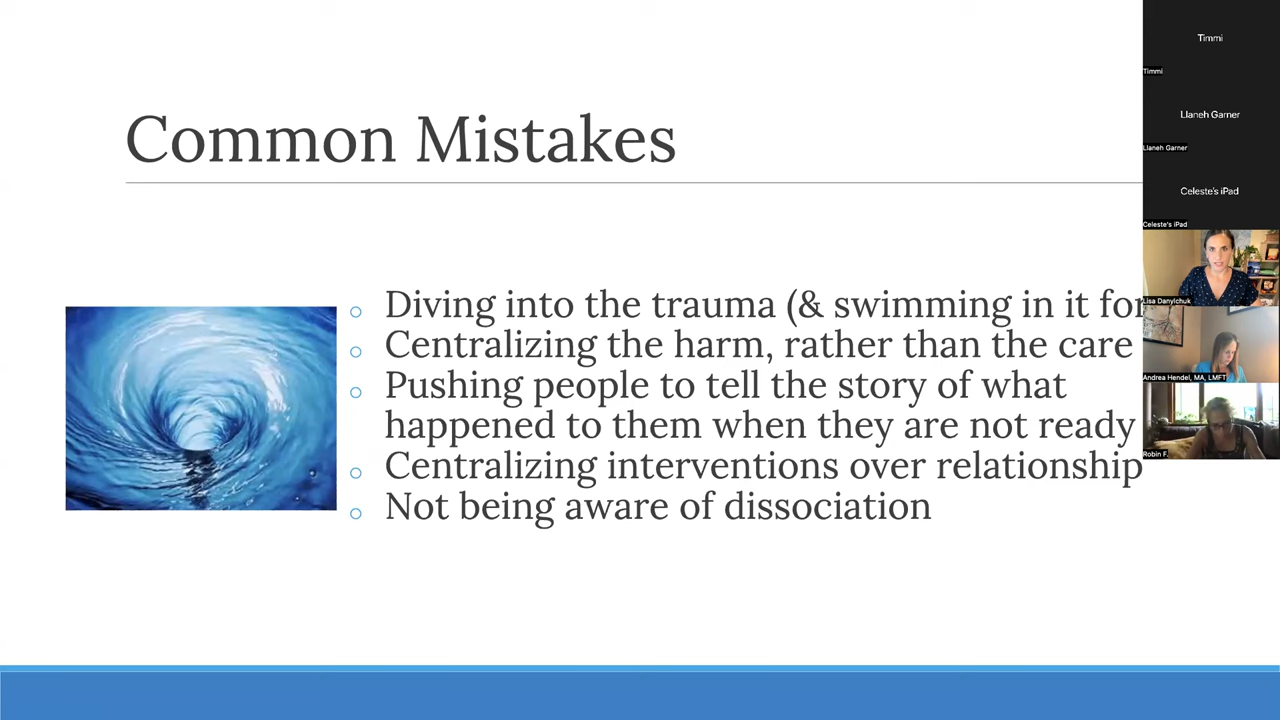 Common Mistakes
Diving into the trauma (& swimming in it for
Centralizing the harm, rather than the care
Pushing people to tell the story of what
happened to them when they are not ready
Centralizing interventions over relationship
Not being aware of dissociation
Timmi
Timmi
Llaneh Garner
Llaneh Garner
Celeste's iPad
Celeste's iPad
Lisa Danylchuk
Andrea Hendel, MA, LMFT
Robin F.